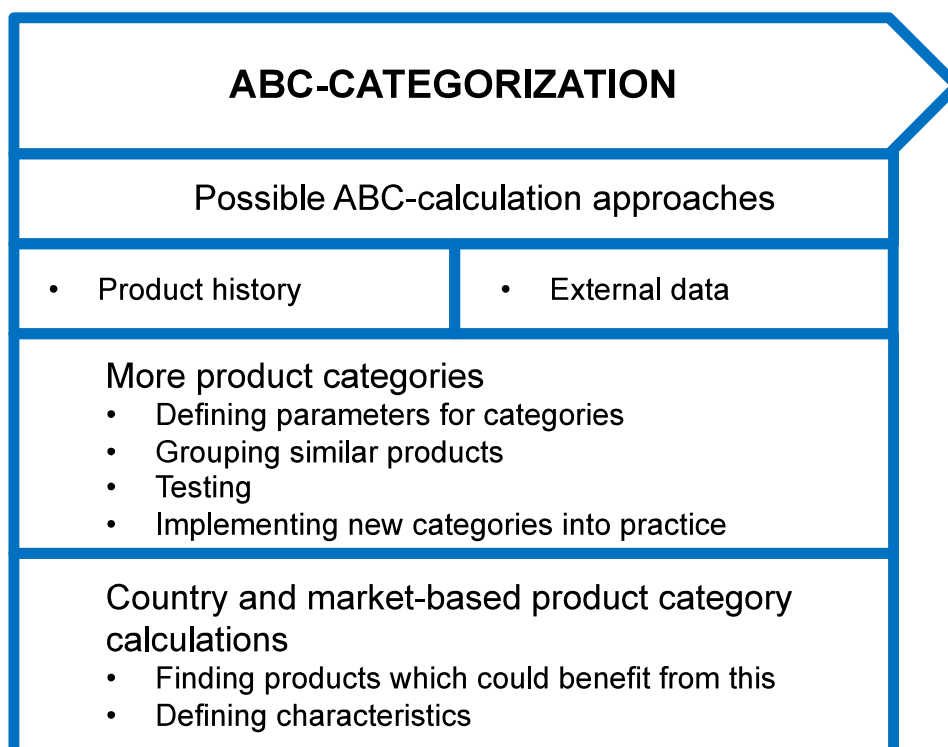 ABC-CATEGORIZATION
Possible ABC-calculation approaches
• Product history
• External data
More product categories
• Defining parameters for categories
• Grouping similar products
• Testing
• Implementing new categories into practice
Country and market-based product category
calculations
• Finding products which could benefit from this
• Defining characteristics